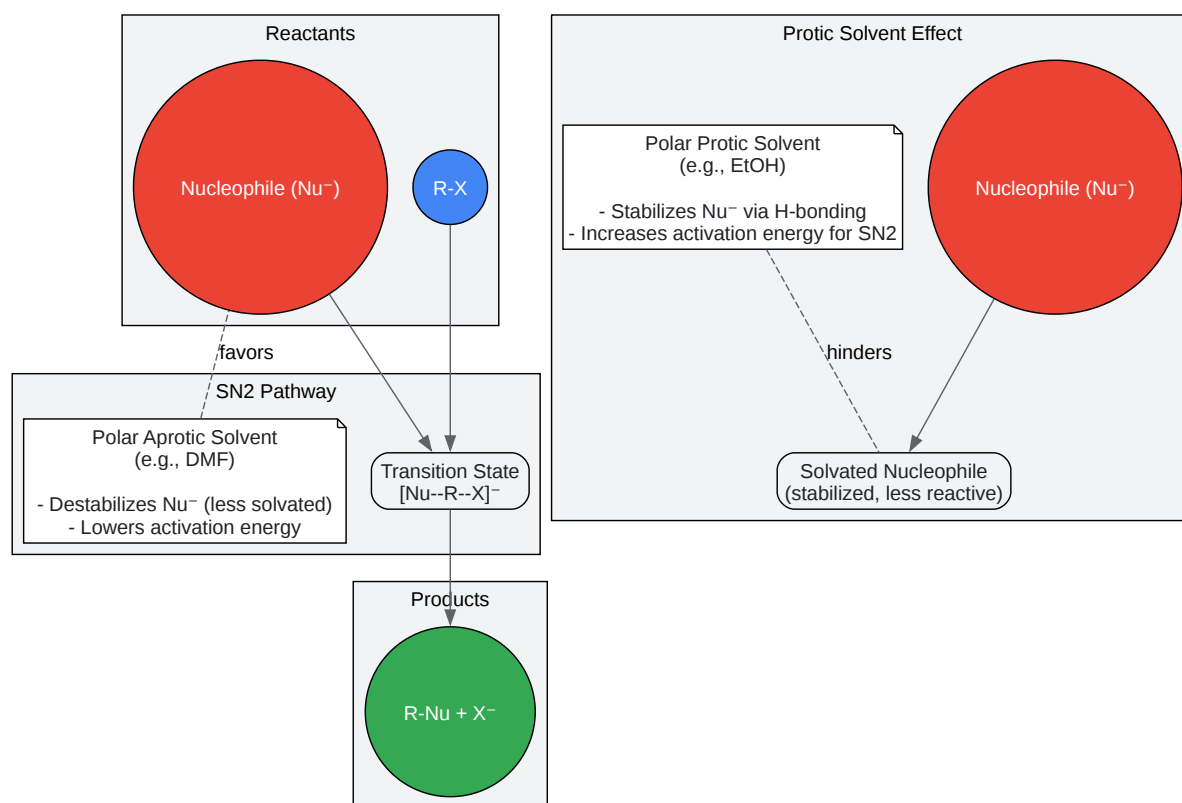 Reactants
Nucleophile (Nu⁻)
R-X
favors
SN2 Pathway
Polar Aprotic Solvent
(e.g., DMF)
- Destabilizes Nu⁻ (less solvated)
- Lowers activation energy
Transition State
[Nu--R--X]⁻
Products
R-Nu + X⁻
Protic Solvent Effect
Polar Protic Solvent
(e.g., EtOH)
- Stabilizes Nu⁻ via H-bonding
- Increases activation energy for SN2
Nucleophile (Nu⁻)
hinders
Solvated Nucleophile
(stabilized, less reactive)